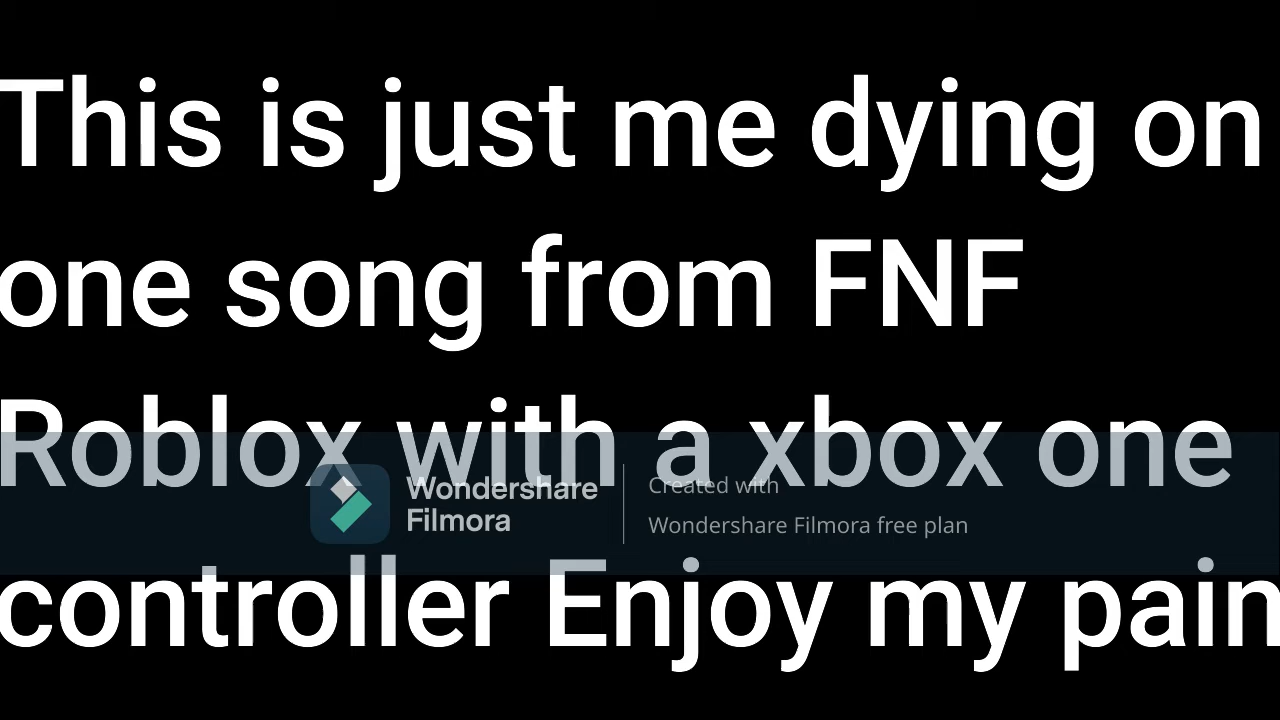 This is just me dying on
one song from FNF
Roblox with a xbox one
Wondershare
Filmora
Created with
Wondershare Filmora free plan
controller Enjoy my pain